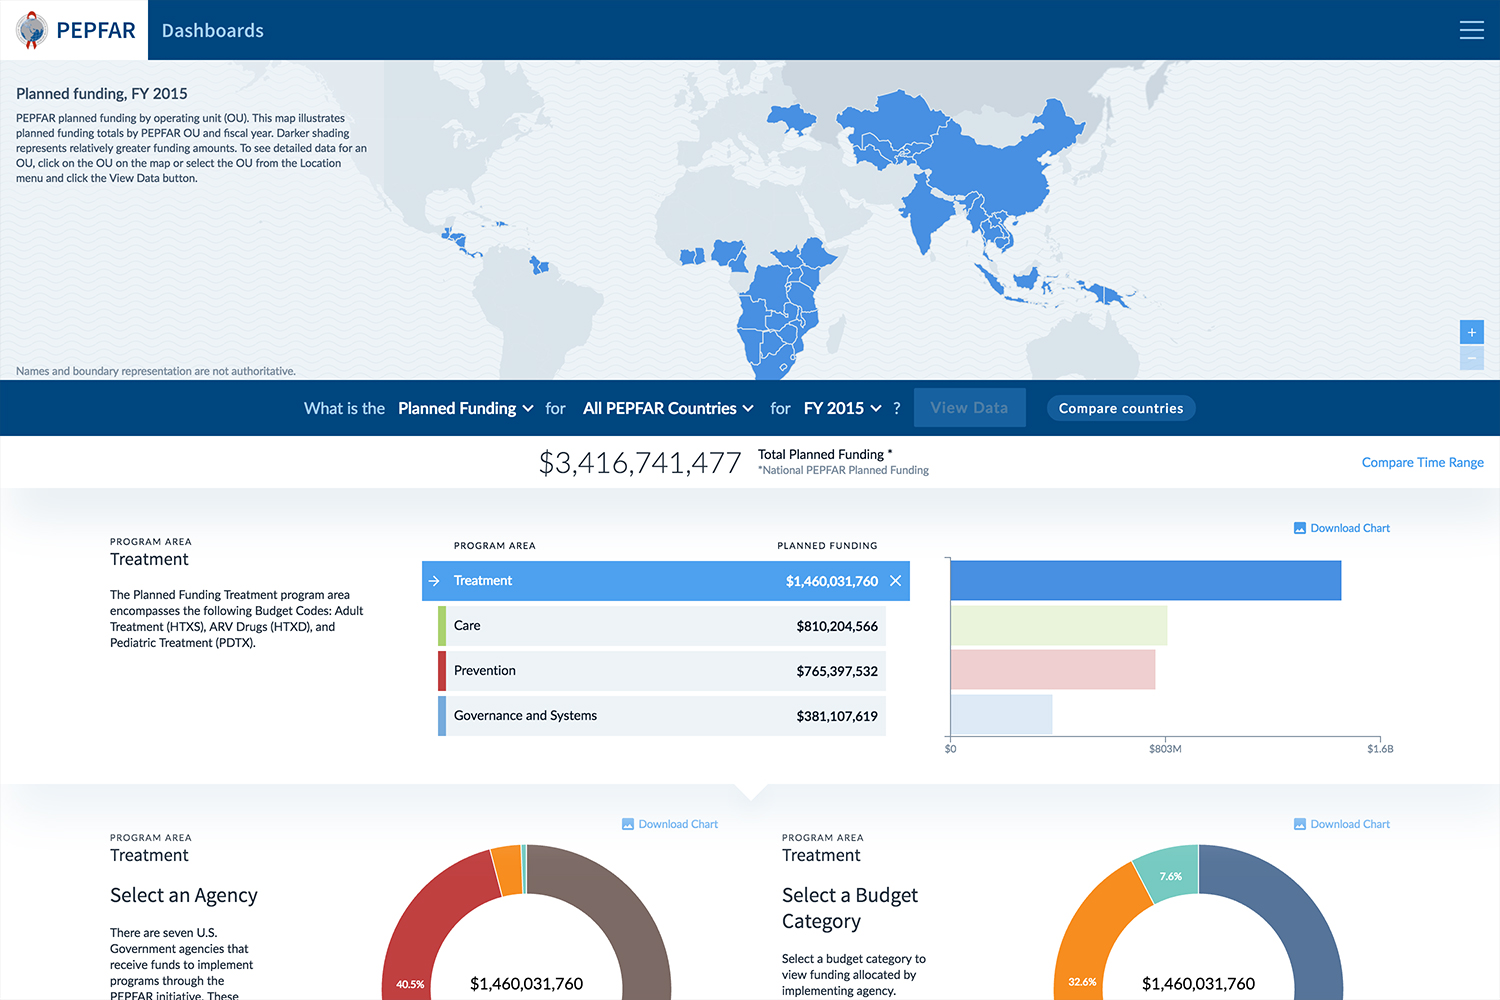 PEPFAR
Dashboards
Planned funding, FY 2015
PEPFAR planned funding by operating unit (OU). This map illustrates
planned funding totals by PEPFAR OU and fiscal year. Darker shading
represents relatively greater funding amounts. To see detailed data for an
OU, click on the OU on the map or select the OU from the Location
menu and click the View Data button.
+
−
Names and boundary representation are not authoritative.
What is the Planned Funding for All PEPFAR Countries for FY 2015 ? View Data Compare countries
$3,416,741,477
Total Planned Funding *
*National PEPFAR Planned Funding
Compare Time Range
PROGRAM AREA
Treatment
The Planned Funding Treatment program area
encompasses the following Budget Codes: Adult
Treatment (HTXS), ARV Drugs (HTXD), and
Pediatric Treatment (PDTX).
PROGRAM AREA PLANNED FUNDING
Treatment $1,460,031,760
Care $810,204,566
Prevention $765,397,532
Governance and Systems $381,107,619
Download Chart
$0 $803M $1.6B
PROGRAM AREA
Treatment
Select an Agency
There are seven U.S.
Government agencies that
receive funds to implement
programs through the
PEPFAR initiative. These
Download Chart
40.5%
$1,460,031,760
PROGRAM AREA
Treatment
Select a Budget
Category
Select a budget category to
view funding allocated by
implementing agency.
Download Chart
7.6%
32.6%
$1,460,031,760